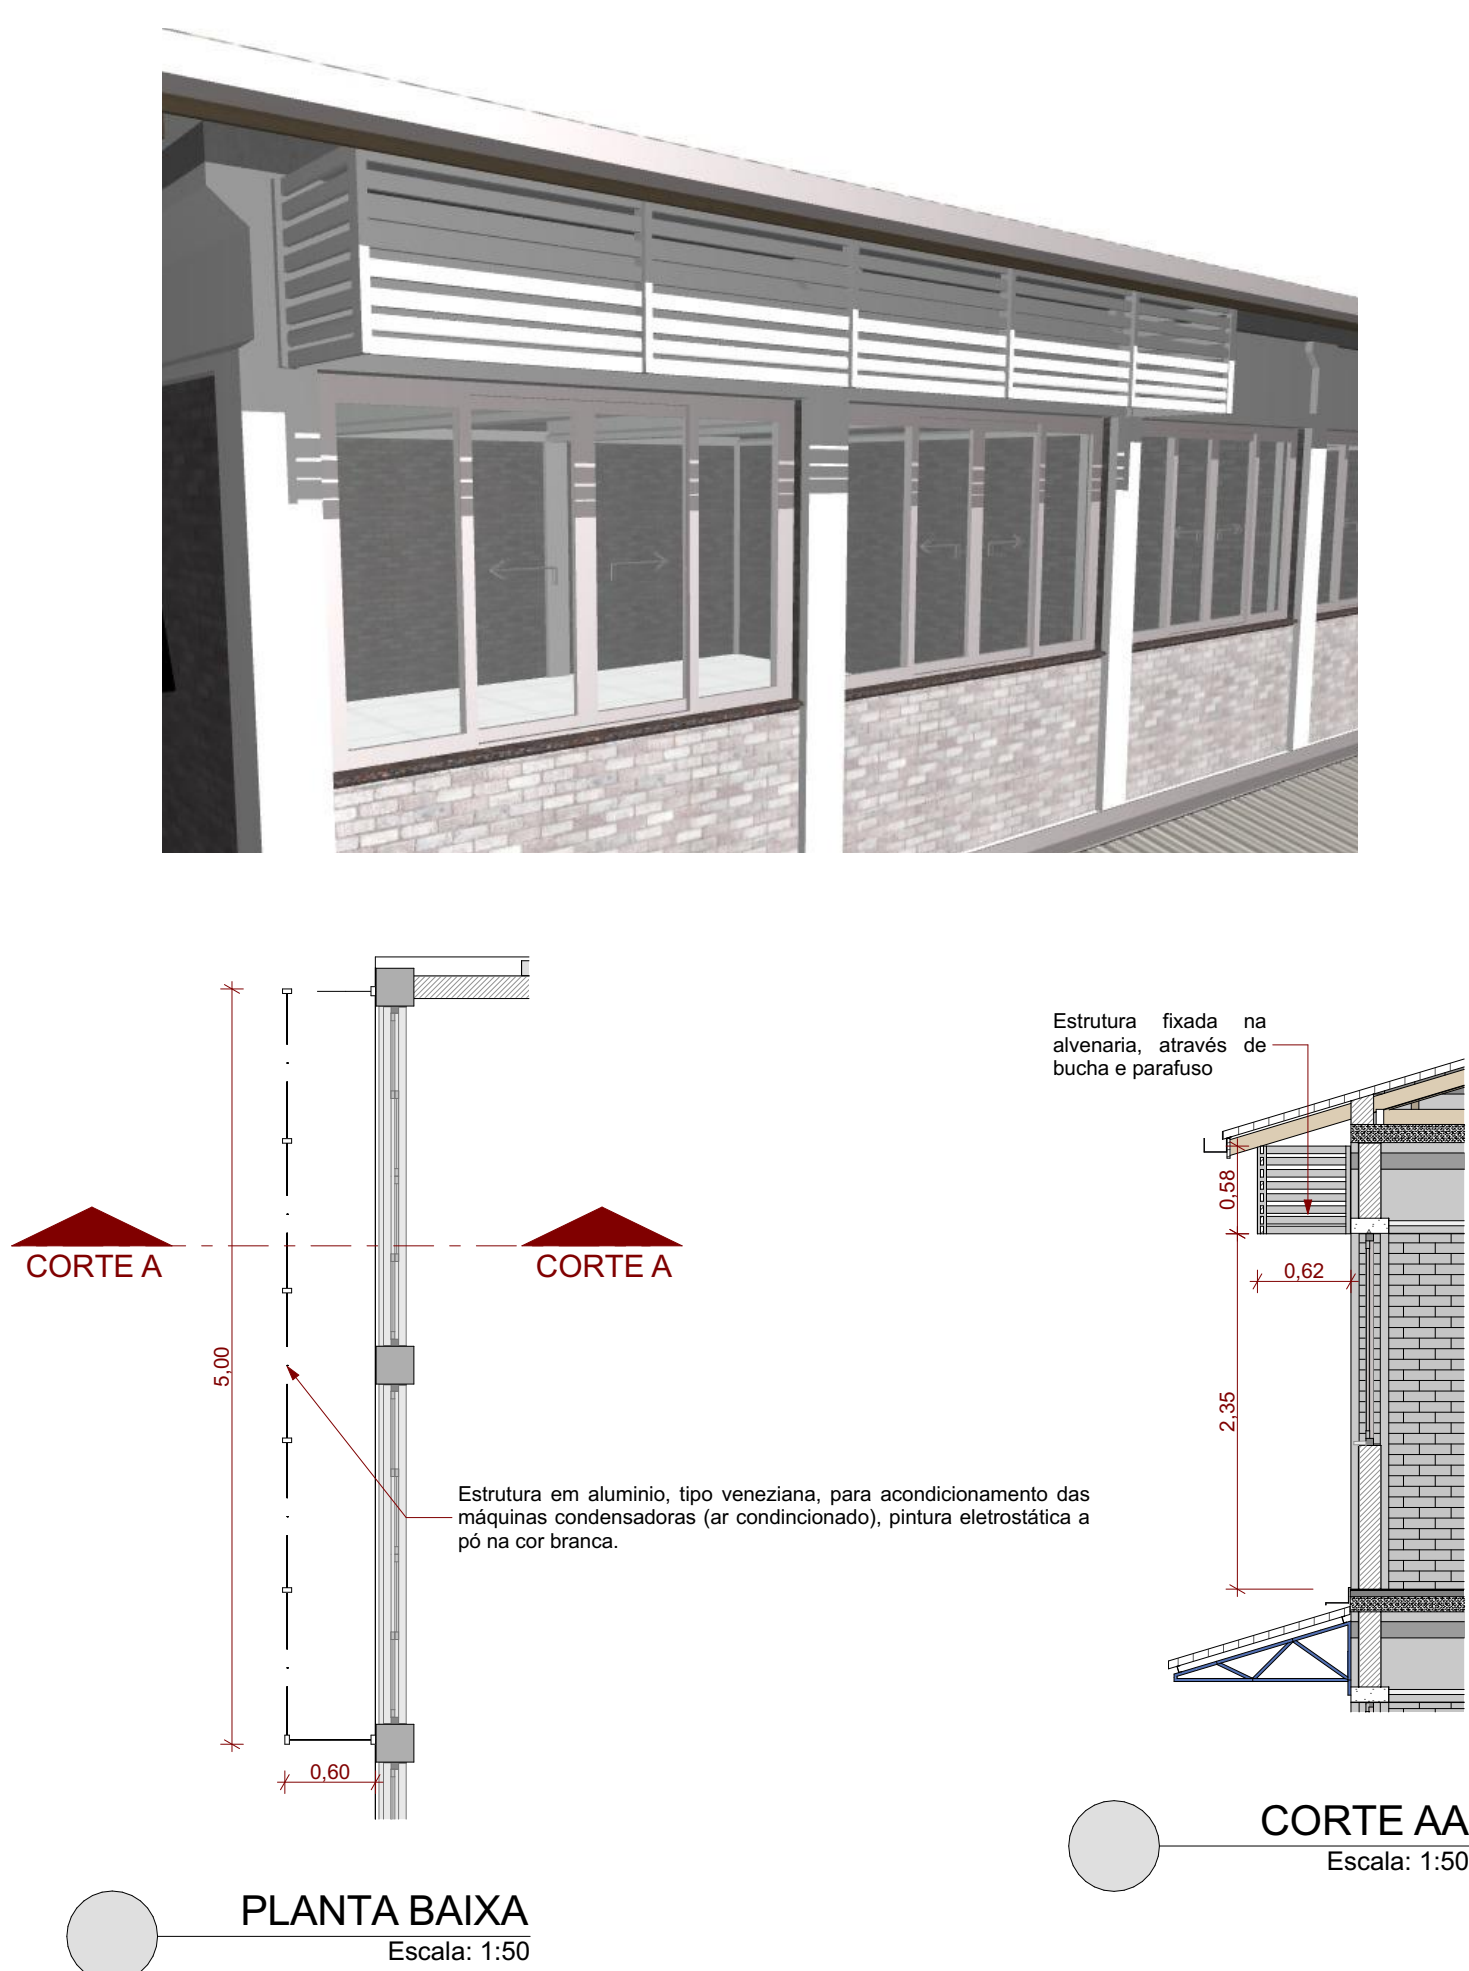 Estrutura fixada na
alvenaria, através de
bucha e parafuso
0,58
0,62
2,35
CORTE A
CORTE A
5,00
Estrutura em aluminio, tipo veneziana, para acondicionamento das
máquinas condensadoras (ar condincionado), pintura eletrostática a
pó na cor branca.
0,60
CORTE AA
Escala: 1:50
PLANTA BAIXA
Escala: 1:50